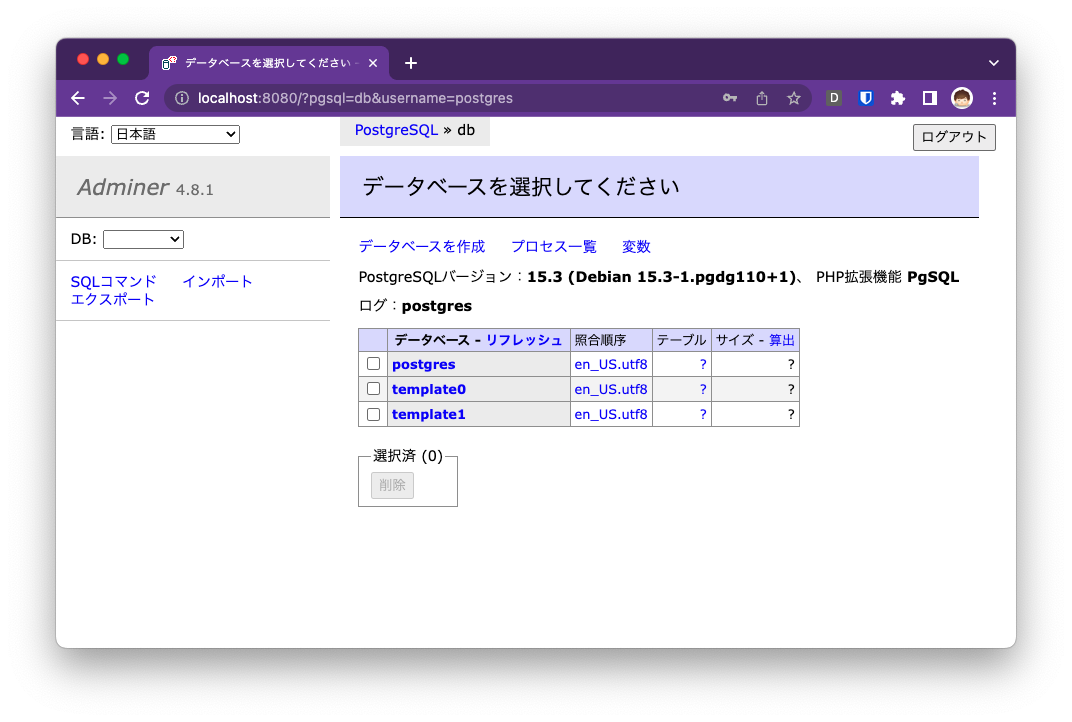 データベースを選択してください -
localhost:8080/?pgsql=db&username=postgres
D
言語: 日本語
PostgreSQL » db
ログアウト
Adminer 4.8.1
データベースを選択してください
DB:
SQLコマンド インポート
エクスポート
データベースを作成 プロセス一覧 変数
PostgreSQLバージョン：15.3 (Debian 15.3-1.pgdg110+1)、 PHP拡張機能 PgSQL
ログ：postgres
データベース - リフレッシュ 照合順序 テーブル サイズ - 算出
postgres en_US.utf8 ? ?
template0 en_US.utf8 ? ?
template1 en_US.utf8 ? ?
選択済 (0)
削除